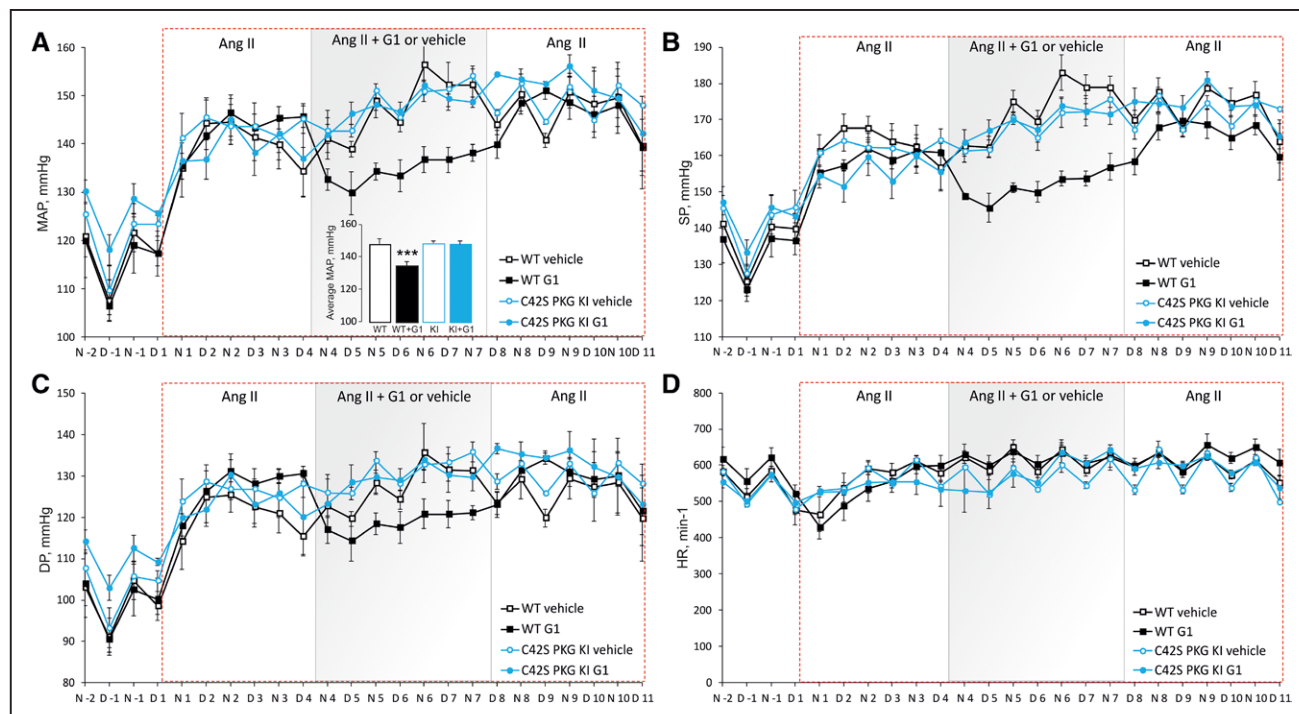 A
Ang II
Ang II + G1 or vehicle
Ang II
MAP, mmHg
160
150
140
130
120
110
100
Average MAP, mmHg
180
140
120
100
***
WT WT+G1 KI KI+G1
WT vehicle
WT G1
C42S PKG KI vehicle
C42S PKG KI G1
N -2 D -1 N -1 D 1 N 1 D 2 N 2 D 3 N 3 D 4 N 4 D 5 N 5 D 6 N 6 D 7 N 7 D 8 N 8 D 9 N 9 D 10 N 10 D 11
B
Ang II
Ang II + G1 or vehicle
Ang II
SP, mmHg
190
180
170
160
150
140
130
120
110
WT vehicle
WT G1
C42S PKG KI vehicle
C42S PKG KI G1
N -2 D -1 N -1 D 1 N 1 D 2 N 2 D 3 N 3 D 4 N 4 D 5 N 5 D 6 N 6 D 7 N 7 D 8 N 8 D 9 N 9 D 10 N 10 D 11
C
Ang II
Ang II + G1 or vehicle
Ang II
DP, mmHg
150
140
130
120
110
100
90
80
WT vehicle
WT G1
C42S PKG KI vehicle
C42S PKG KI G1
N -2 D -1 N -1 D 1 N 1 D 2 N 2 D 3 N 3 D 4 N 4 D 5 N 5 D 6 N 6 D 7 N 7 D 8 N 8 D 9 N 9 D 10 N 10 D 11
D
Ang II
Ang II + G1 or vehicle
Ang II
HR, min-1
800
700
600
500
400
300
200
100
0
WT vehicle
WT G1
C42S PKG KI vehicle
C42S PKG KI G1
N -2 D -1 N -1 D 1 N 1 D 2 N 2 D 3 N 3 D 4 N 4 D 5 N 5 D 6 N 6 D 7 N 7 D 8 N 8 D 9 N 9 D 10 N 10 D 11